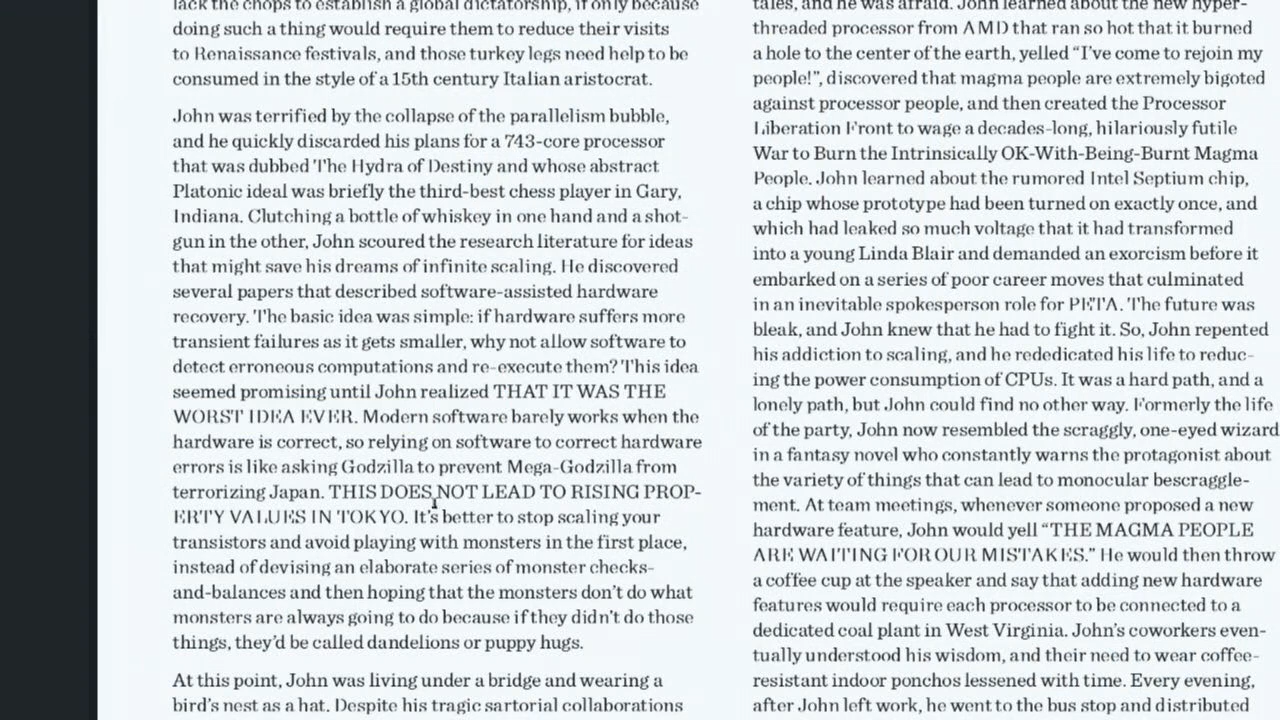 lack the chops to establish a global dictatorship, if only because
doing such a thing would require them to reduce their visits
to Renaissance festivals, and those turkey legs need help to be
consumed in the style of a 15th century Italian aristocrat.
John was terrified by the collapse of the parallelism bubble,
and he quickly discarded his plans for a 743-core processor
that was dubbed The Hydra of Destiny and whose abstract
Platonic ideal was briefly the third-best chess player in Gary,
Indiana. Clutching a bottle of whiskey in one hand and a shot-
gun in the other, John scoured the research literature for ideas
that might save his dreams of infinite scaling. He discovered
several papers that described software-assisted hardware
recovery. The basic idea was simple: if hardware suffers more
transient failures as it gets smaller, why not allow software to
detect erroneous computations and re-execute them? This idea
seemed promising until John realized THAT IT WAS THE
WORST IDEA EVER. Modern software barely works when the
hardware is correct, so relying on software to correct hardware
errors is like asking Godzilla to prevent Mega-Godzilla from
terrorizing Japan. THIS DOES NOT LEAD TO RISING PROP-
ERTY VALUES IN TOKYO. It's better to stop scaling your
transistors and avoid playing with monsters in the first place,
instead of devising an elaborate series of monster checks-
and-balances and then hoping that the monsters don't do what
monsters are always going to do because if they didn't do those
things, they'd be called dandelions or puppy hugs.
At this point, John was living under a bridge and wearing a
bird's nest as a hat. Despite his tragic sartorial collaborations
tales, and he was afraid. John learned about the new hyper-
threaded processor from AMD that ran so hot that it burned
a hole to the center of the earth, yelled “I've come to rejoin my
people!”, discovered that magma people are extremely bigoted
against processor people, and then created the Processor
Liberation Front to wage a decades-long, hilariously futile
War to Burn the Intrinsically OK-With-Being-Burnt Magma
People. John learned about the rumored Intel Septium chip,
a chip whose prototype had been turned on exactly once, and
which had leaked so much voltage that it had transformed
into a young Linda Blair and demanded an exorcism before it
embarked on a series of poor career moves that culminated
in an inevitable spokesperson role for PETA. The future was
bleak, and John knew that he had to fight it. So, John repented
his addiction to scaling, and he rededicated his life to reduc-
ing the power consumption of CPUs. It was a hard path, and a
lonely path, but John could find no other way. Formerly the life
of the party, John now resembled the scraggly, one-eyed wizard
in a fantasy novel who constantly warns the protagonist about
the variety of things that can lead to monocular bescraggle-
ment. At team meetings, whenever someone proposed a new
hardware feature, John would yell “THE MAGMA PEOPLE
ARE WAITING FOR OUR MISTAKES.” He would then throw
a coffee cup at the speaker and say that adding new hardware
features would require each processor to be connected to a
dedicated coal plant in West Virginia. John's coworkers even-
tually understood his wisdom, and their need to wear coffee-
resistant indoor ponchos lessened with time. Every evening,
after John left work, he went to the bus stop and distributed